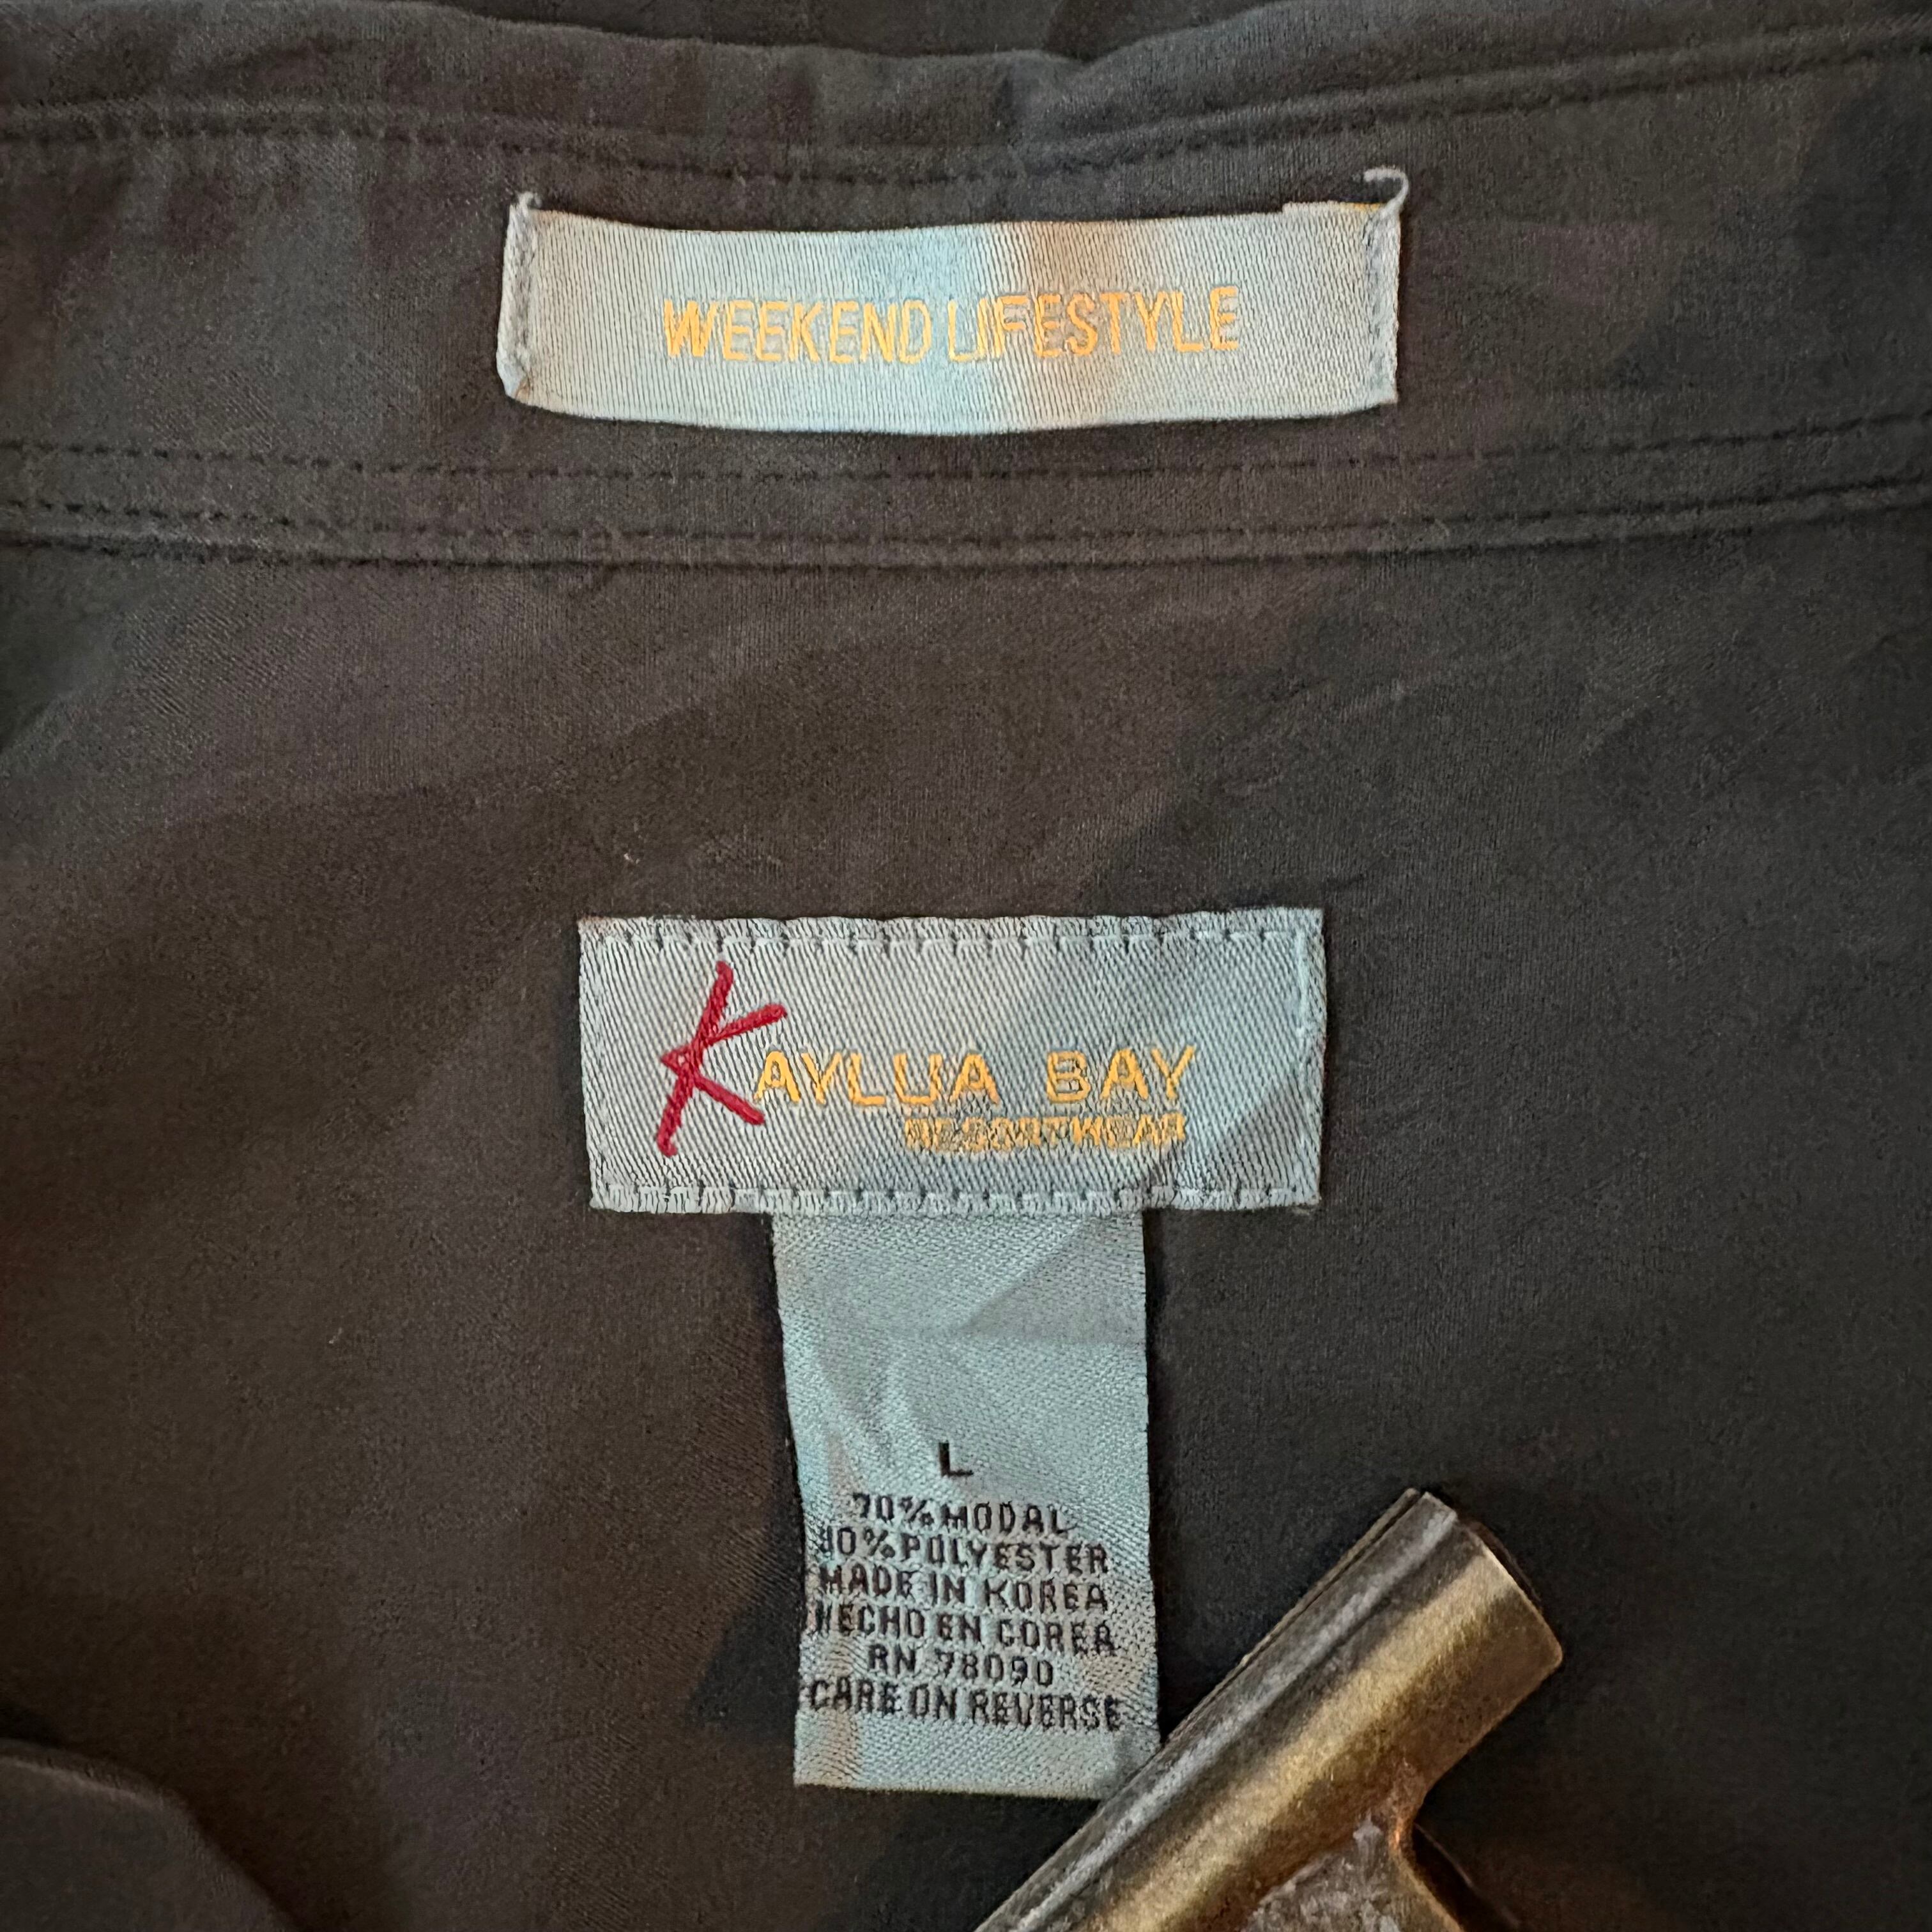 WEEKEND LIFESTYLE
KAYLUA BAY
RESORTWEAR
L
70% MODAL
30% POLYESTER
MADE IN KOREA
HECHO EN COREA
RN 78090
CARE ON REVERSE